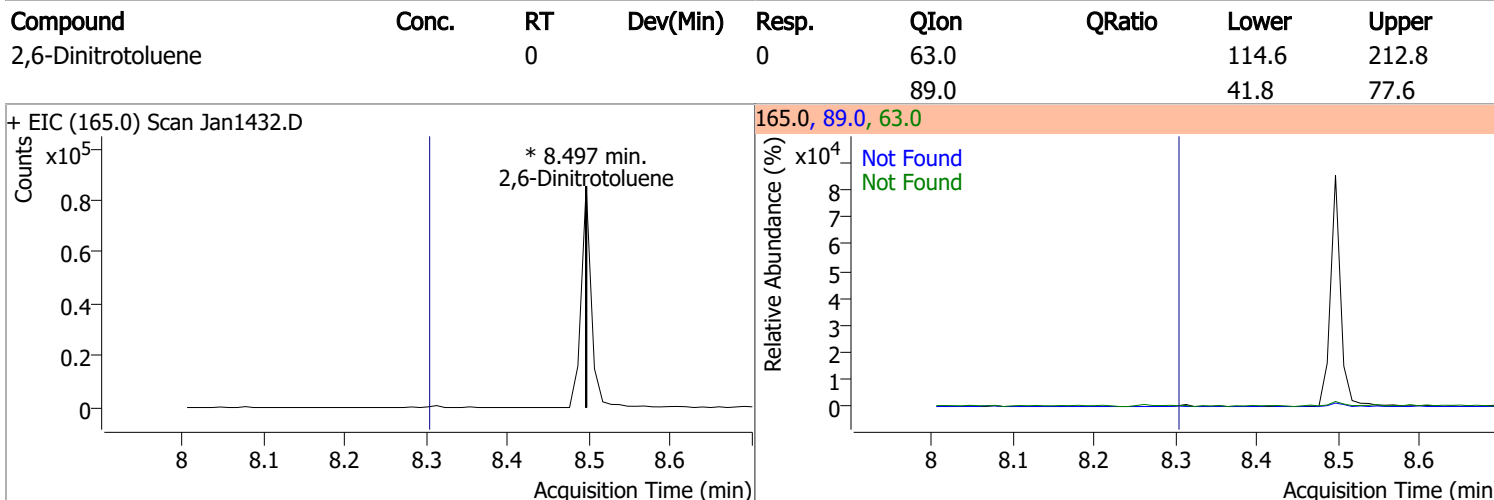 Compound Conc. RT Dev(Min) Resp. QIon QRatio Lower Upper
2,6-Dinitrotoluene 0 0 63.0 114.6 212.8
89.0 41.8 77.6
+ EIC (165.0) Scan Jan1432.D
Counts
x10^5
* 8.497 min.
2,6-Dinitrotoluene
0.8
0.6
0.4
0.2
0
8 8.1 8.2 8.3 8.4 8.5 8.6
Acquisition Time (min)
165.0, 89.0, 63.0
Relative Abundance (%)
x10^4
Not Found
Not Found
8
7
6
5
4
3
2
1
0
8 8.1 8.2 8.3 8.4 8.5 8.6
Acquisition Time (min